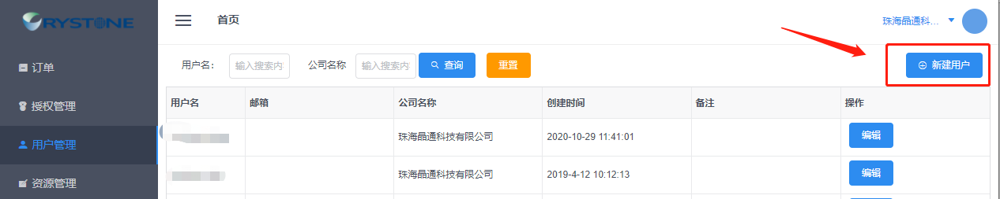 CRYSTONE
首页
珠海晶通科...
用户名：
输入搜索内
公司名称
输入搜索内
查询
重置
新建用户
订单
授权管理
用户管理
资源管理
用户名 邮箱 公司名称 创建时间 备注 操作
珠海晶通科技有限公司 2020-10-29 11:41:01 编辑
珠海晶通科技有限公司 2019-4-12 10:12:13 编辑